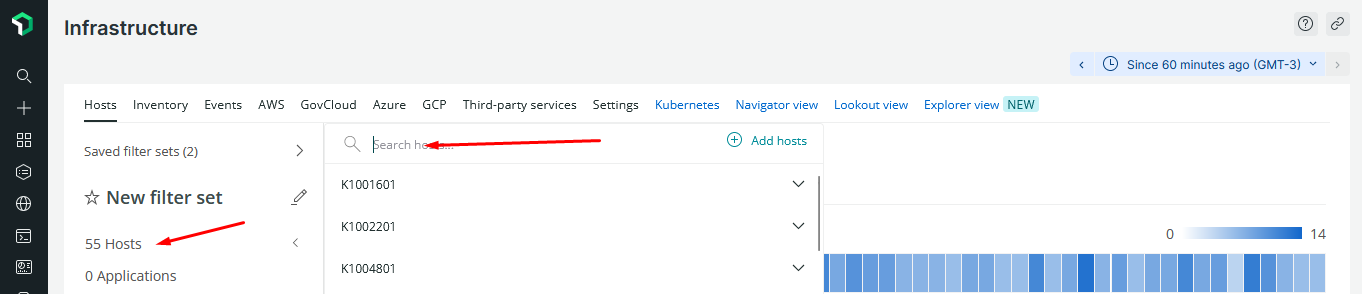 Infrastructure
Since 60 minutes ago (GMT-3)
Hosts Inventory Events AWS GovCloud Azure GCP Third-party services Settings Kubernetes Navigator view Lookout view Explorer view NEW
Saved filter sets (2)
Search hosts...
Add hosts
New filter set
K1001601
K1002201
K1004801
55 Hosts
0 Applications
0 14